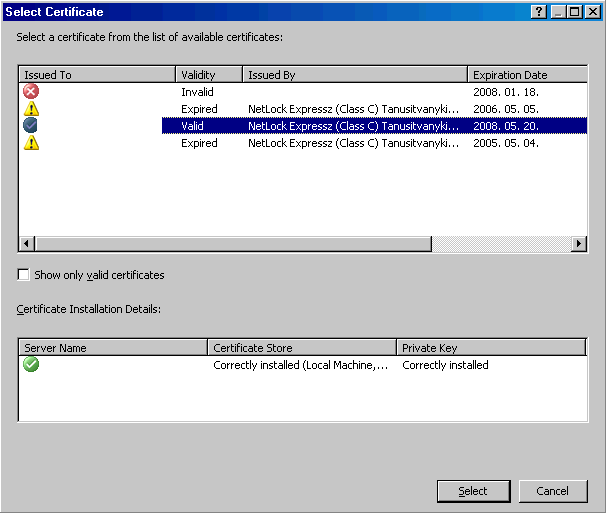 Select Certificate
Select a certificate from the list of available certificates:
Issued To Validity Issued By Expiration Date
Invalid 2008. 01. 18.
Expired NetLock Expressz (Class C) Tanusitvanyki... 2006. 05. 05.
Valid NetLock Expressz (Class C) Tanusitvanyki... 2008. 05. 20.
Expired NetLock Expressz (Class C) Tanusitvanyki... 2005. 05. 04.
Show only valid certificates
Certificate Installation Details:
Server Name Certificate Store Private Key
Correctly installed (Local Machine,... Correctly installed
Select Cancel